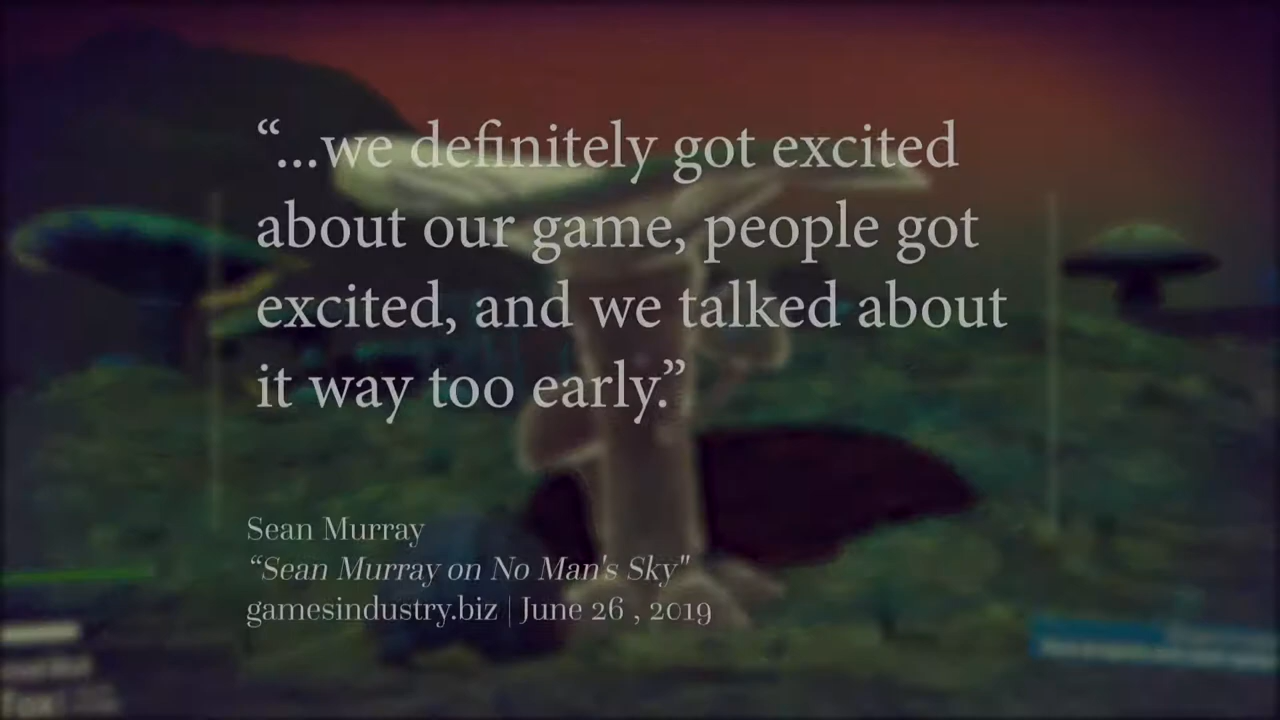 “...we definitely got excited
about our game, people got
excited, and we talked about
it way too early.”
Sean Murray
“Sean Murray on No Man's Sky"
gamesindustry.biz | June 26 , 2019